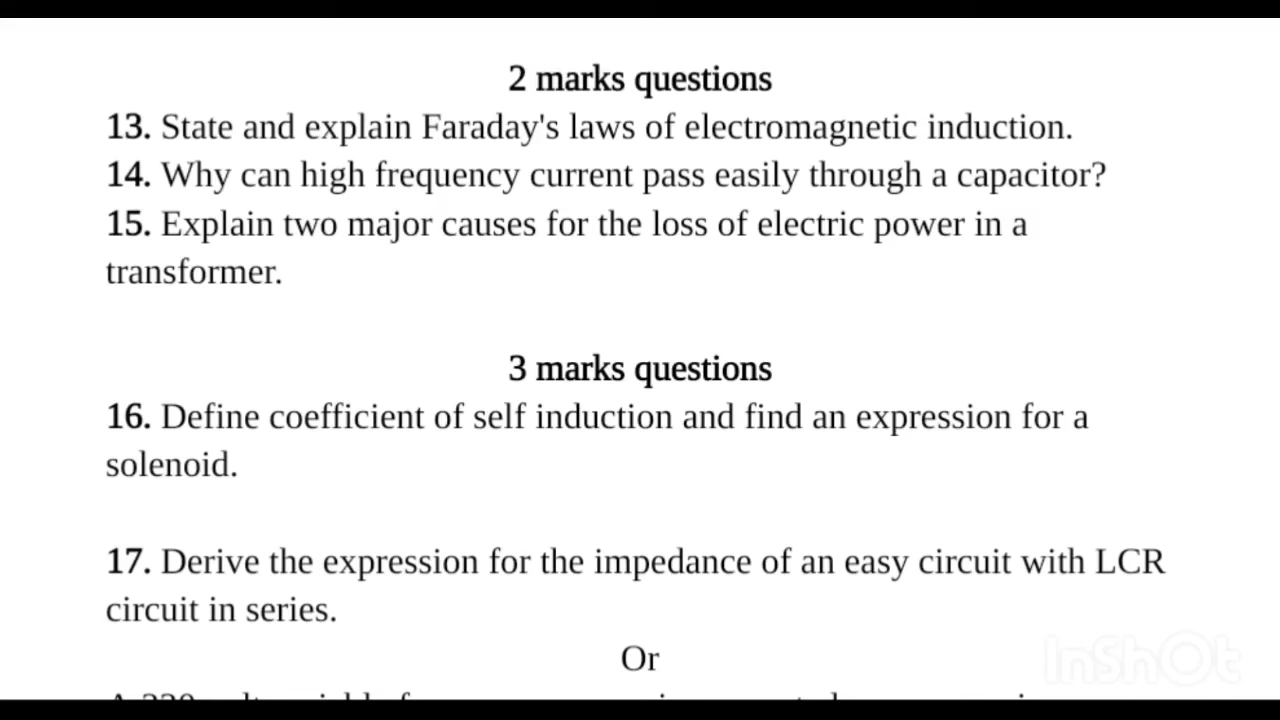 2 marks questions
13. State and explain Faraday's laws of electromagnetic induction.
14. Why can high frequency current pass easily through a capacitor?
15. Explain two major causes for the loss of electric power in a
transformer.
3 marks questions
16. Define coefficient of self induction and find an expression for a
solenoid.
17. Derive the expression for the impedance of an easy circuit with LCR
circuit in series.
Or
InShOt